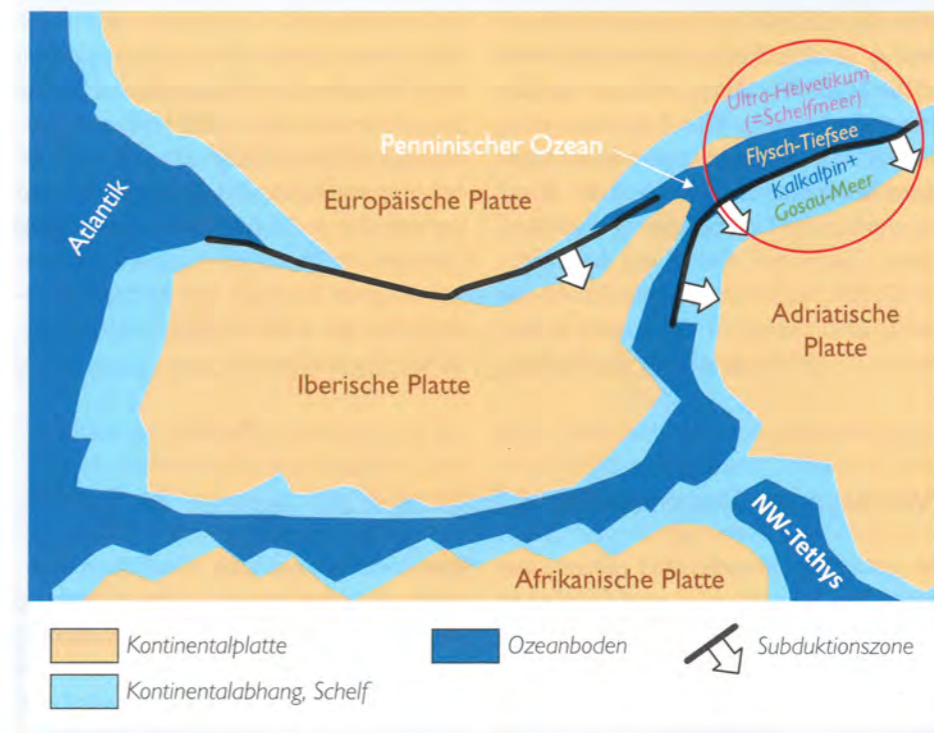 Ultro-Helvetikum
(=Schelfmeer)
Penninischer Ozean
Flysch-Tiefsee
Kalkalpin+
Gosau-Meer
Europäische Platte
Atlantik
Adriatische
Platte
Iberische Platte
NW-Tethys
Afrikanische Platte
Kontinentalplatte
Ozeanboden
Subduktionszone
Kontinentalabhang, Schelf